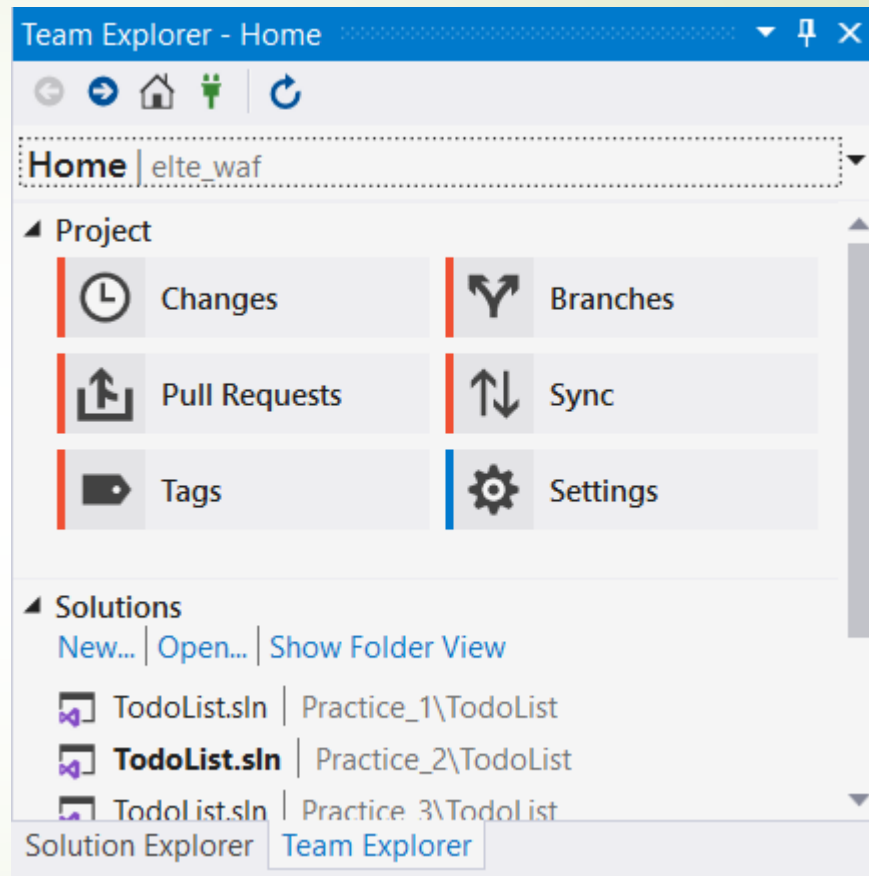 Team Explorer - Home
Home | elte_waf
Project
Changes
Branches
Pull Requests
Sync
Tags
Settings
Solutions
New... | Open... | Show Folder View
TodoList.sln | Practice_1\TodoList
TodoList.sln | Practice_2\TodoList
TodoList.sln | Practice_3\TodoList
Solution Explorer Team Explorer